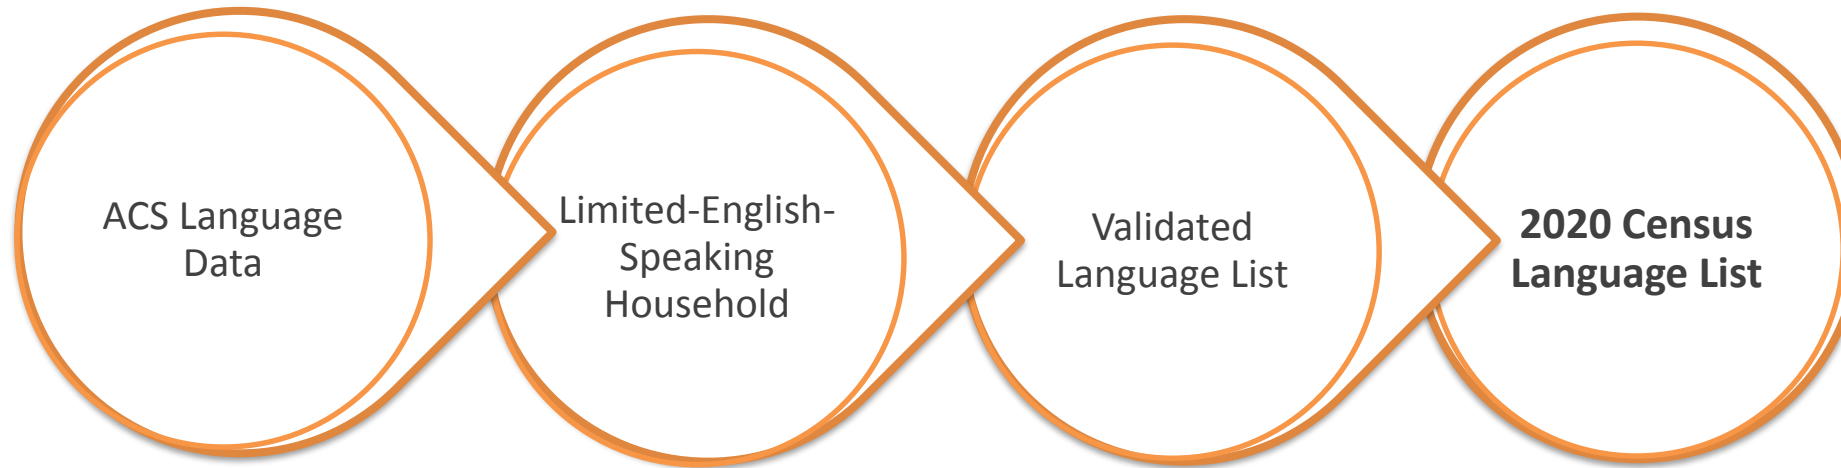 ACS Language
Data
Limited-English-
Speaking
Household
Validated
Language List
2020 Census
Language List